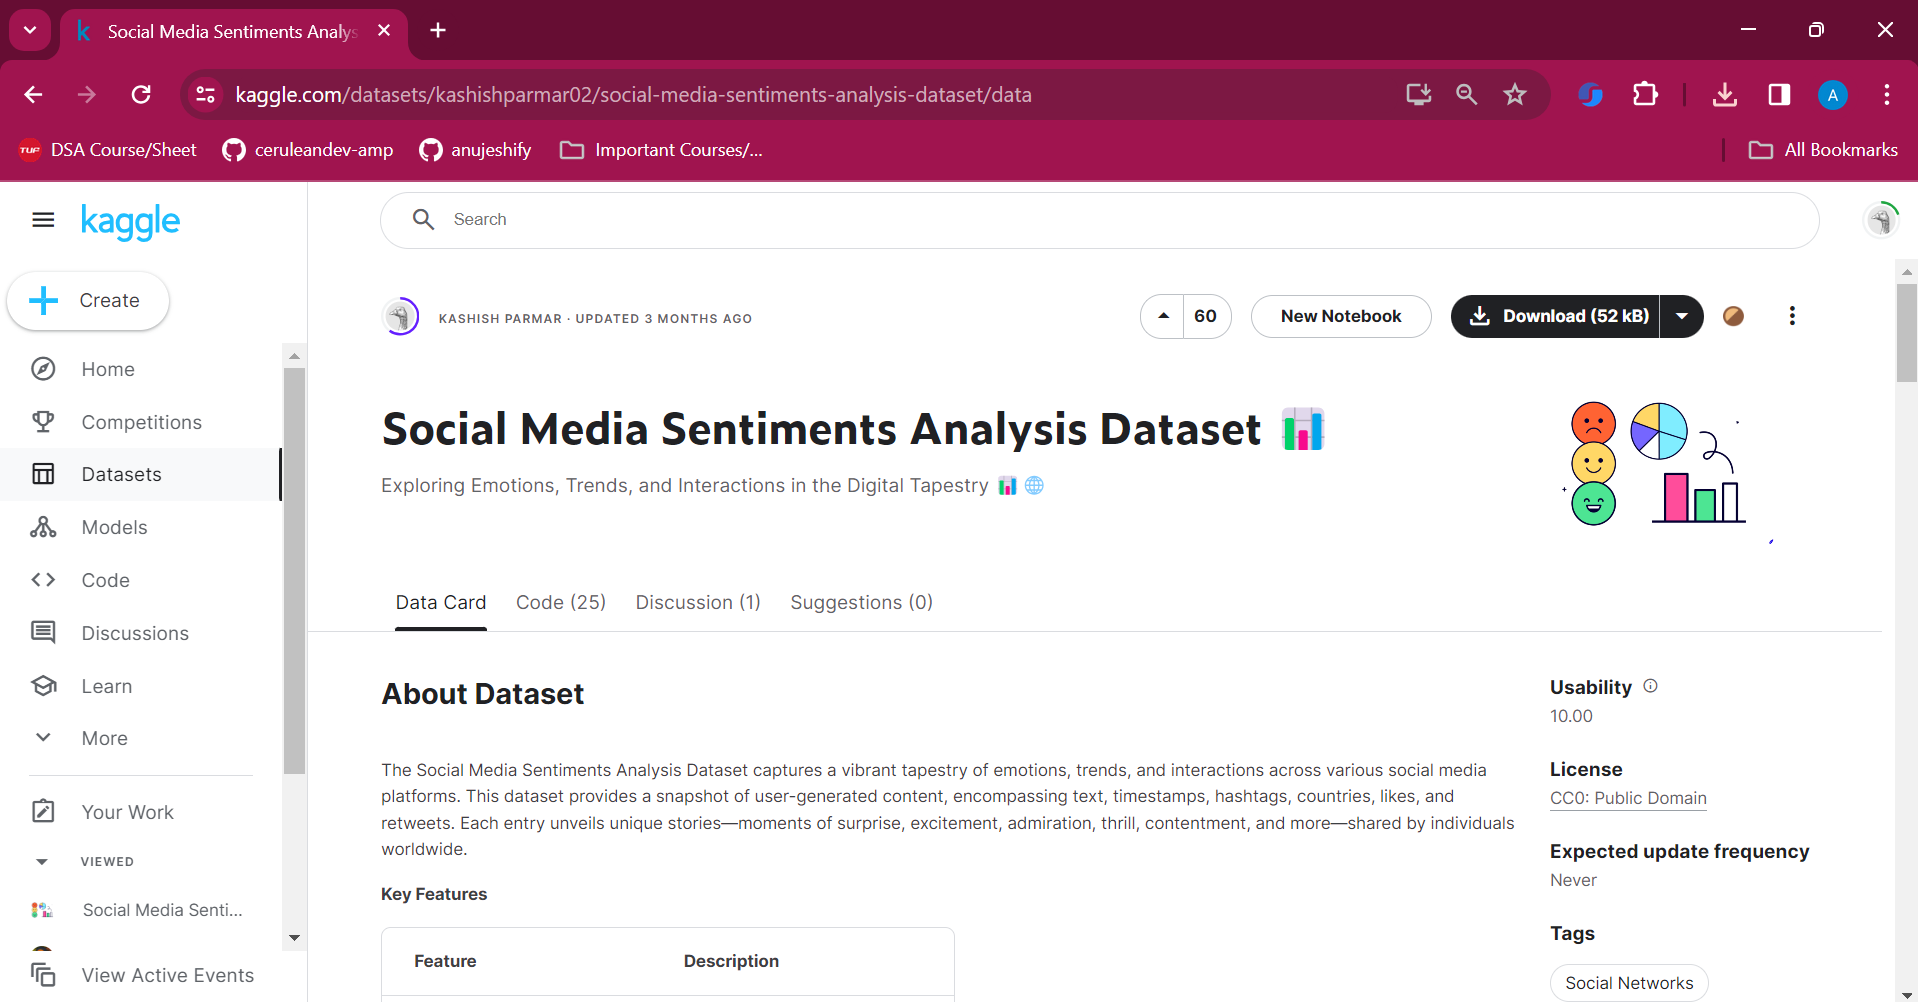 Social Media Sentiments Analys
kaggle.com/datasets/kashishparmar02/social-media-sentiments-analysis-dataset/data
A
TUF DSA Course/Sheet ceruleandev-amp anujeshify Important Courses/... All Bookmarks
kaggle
Search
Create
Home
Competitions
Datasets
Models
Code
Discussions
Learn
More
Your Work
VIEWED
Social Media Senti...
View Active Events
KASHISH PARMAR · UPDATED 3 MONTHS AGO
60
New Notebook
Download (52 kB)
Social Media Sentiments Analysis Dataset 📊
Exploring Emotions, Trends, and Interactions in the Digital Tapestry 📊 🌐
Data Card Code (25) Discussion (1) Suggestions (0)
About Dataset
The Social Media Sentiments Analysis Dataset captures a vibrant tapestry of emotions, trends, and interactions across various social media
platforms. This dataset provides a snapshot of user-generated content, encompassing text, timestamps, hashtags, countries, likes, and
retweets. Each entry unveils unique stories—moments of surprise, excitement, admiration, thrill, contentment, and more—shared by individuals
worldwide.
Key Features
Feature Description
Usability
10.00
License
CC0: Public Domain
Expected update frequency
Never
Tags
Social Networks